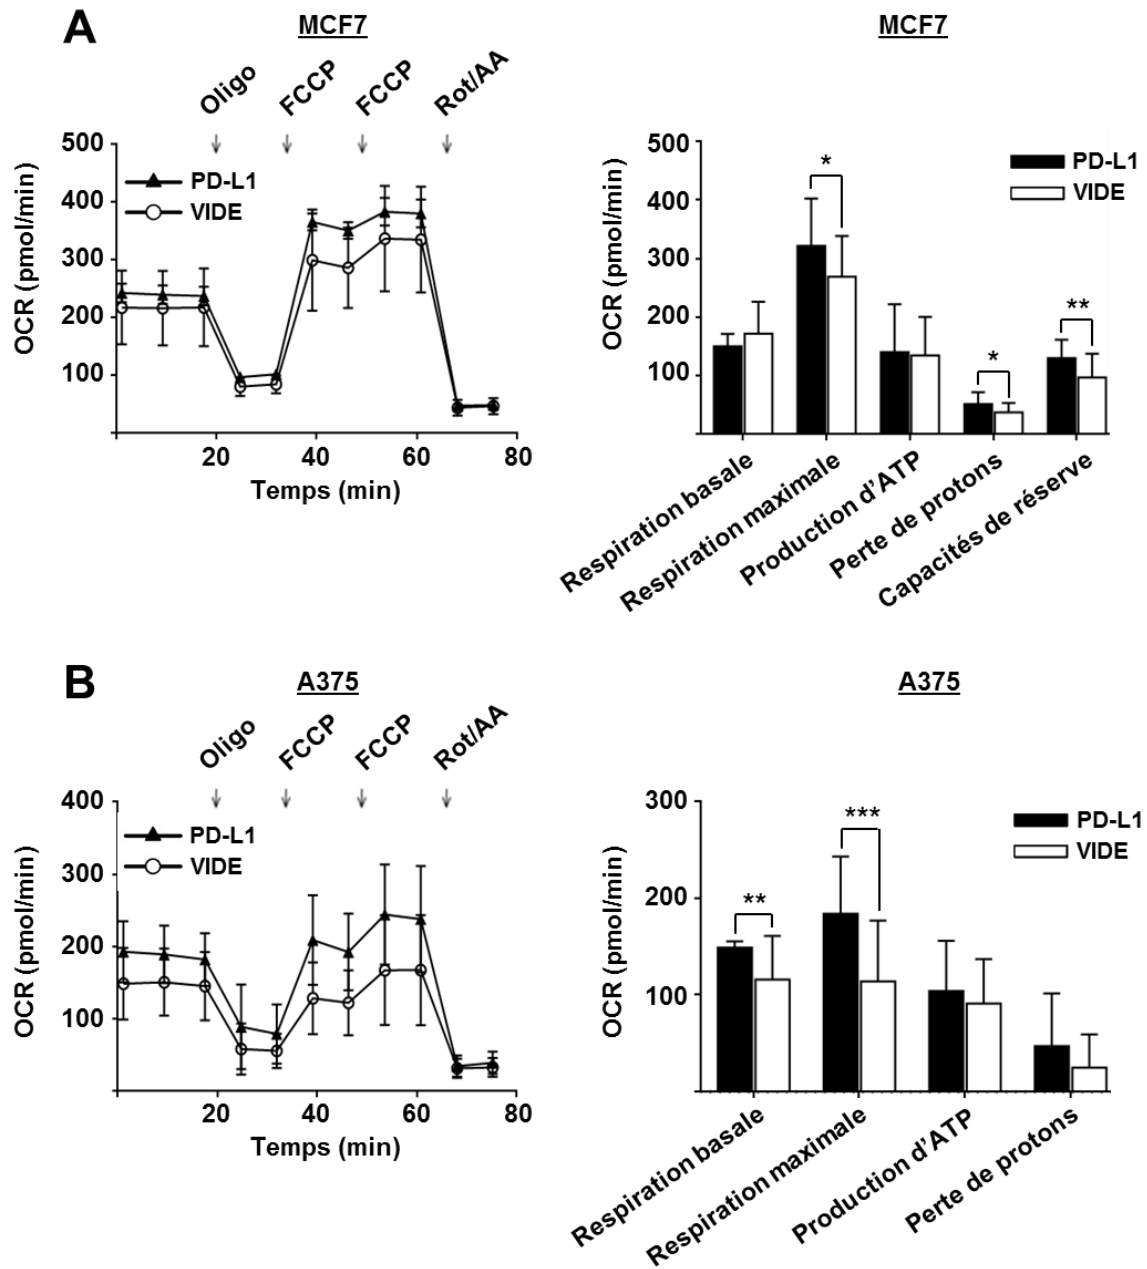 A
MCF7
Oligo
FCCP
FCCP
Rot/AA
500
400
300
200
100
OCR (pmol/min)
PD-L1
VIDE
20
40
60
80
Temps (min)
MCF7
500
400
300
200
100
OCR (pmol/min)
PD-L1
VIDE
*
*
**
Respiration basale
Respiration maximale
Production d'ATP
Perte de protons
Capacités de réserve
B
A375
Oligo
FCCP
FCCP
Rot/AA
400
300
200
100
OCR (pmol/min)
PD-L1
VIDE
20
40
60
80
Temps (min)
A375
300
200
100
OCR (pmol/min)
PD-L1
VIDE
**
***
Respiration basale
Respiration maximale
Production d'ATP
Perte de protons